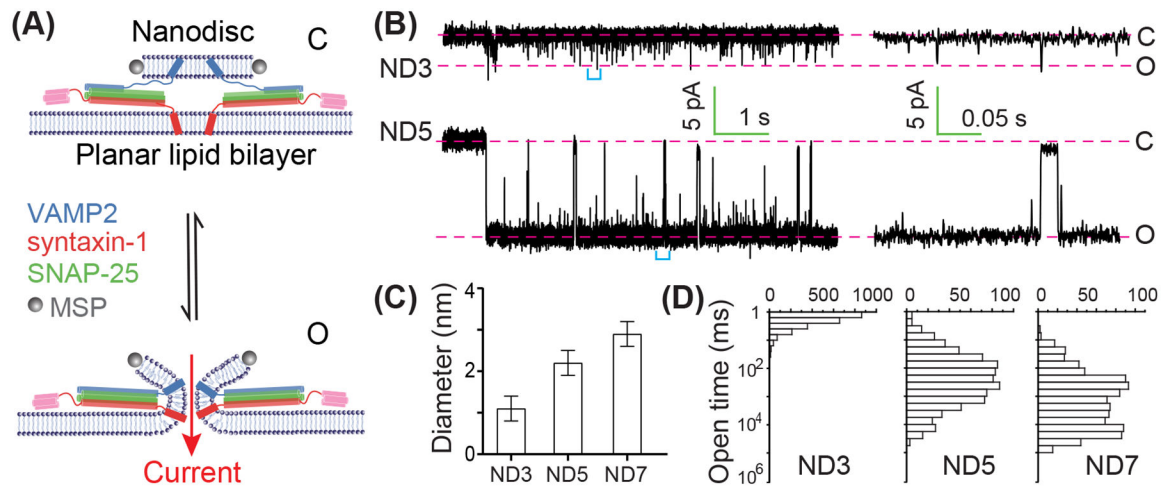 (A)
Nanodisc
C
Planar lipid bilayer
VAMP2
syntaxin-1
SNAP-25
MSP
O
Current
(B)
C
ND3
O
5 pA
1 s
5 pA
0.05 s
ND5
C
O
(C)
Diameter (nm)
4
2
0
ND3
ND5
ND7
(D)
Open time (ms)
0
500
1000
0
50
100
0
50
100
1
10²
10⁴
10⁶
ND3
ND5
ND7